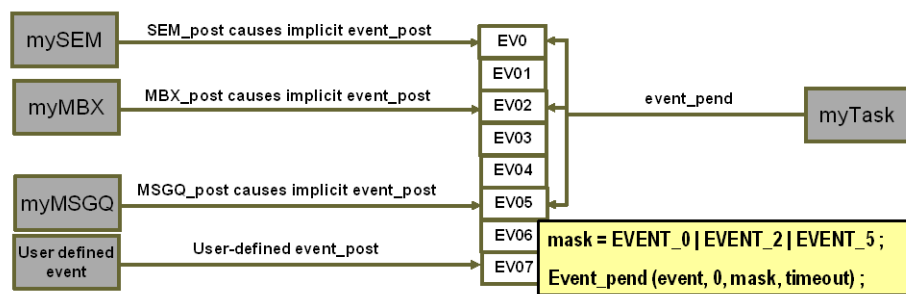 mySEM
SEM_post causes implicit event_post
EV0
EV01
myMBX
MBX_post causes implicit event_post
EV02
event_pend
myTask
EV03
EV04
myMSGQ
MSGQ_post causes implicit event_post
EV05
User defined
event
User-defined event_post
EV06
EV07
mask = EVENT_0 | EVENT_2 | EVENT_5 ;
Event_pend (event, 0, mask, timeout) ;